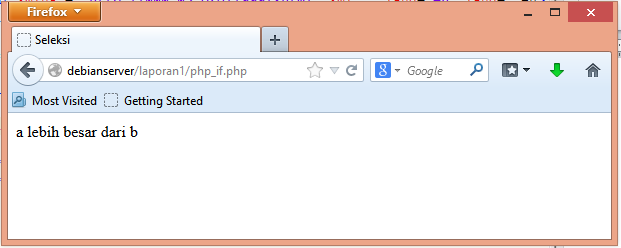 Firefox
Seleksi
debianserver/laporan1/php_if.php
Google
Most Visited
Getting Started
a lebih besar dari b